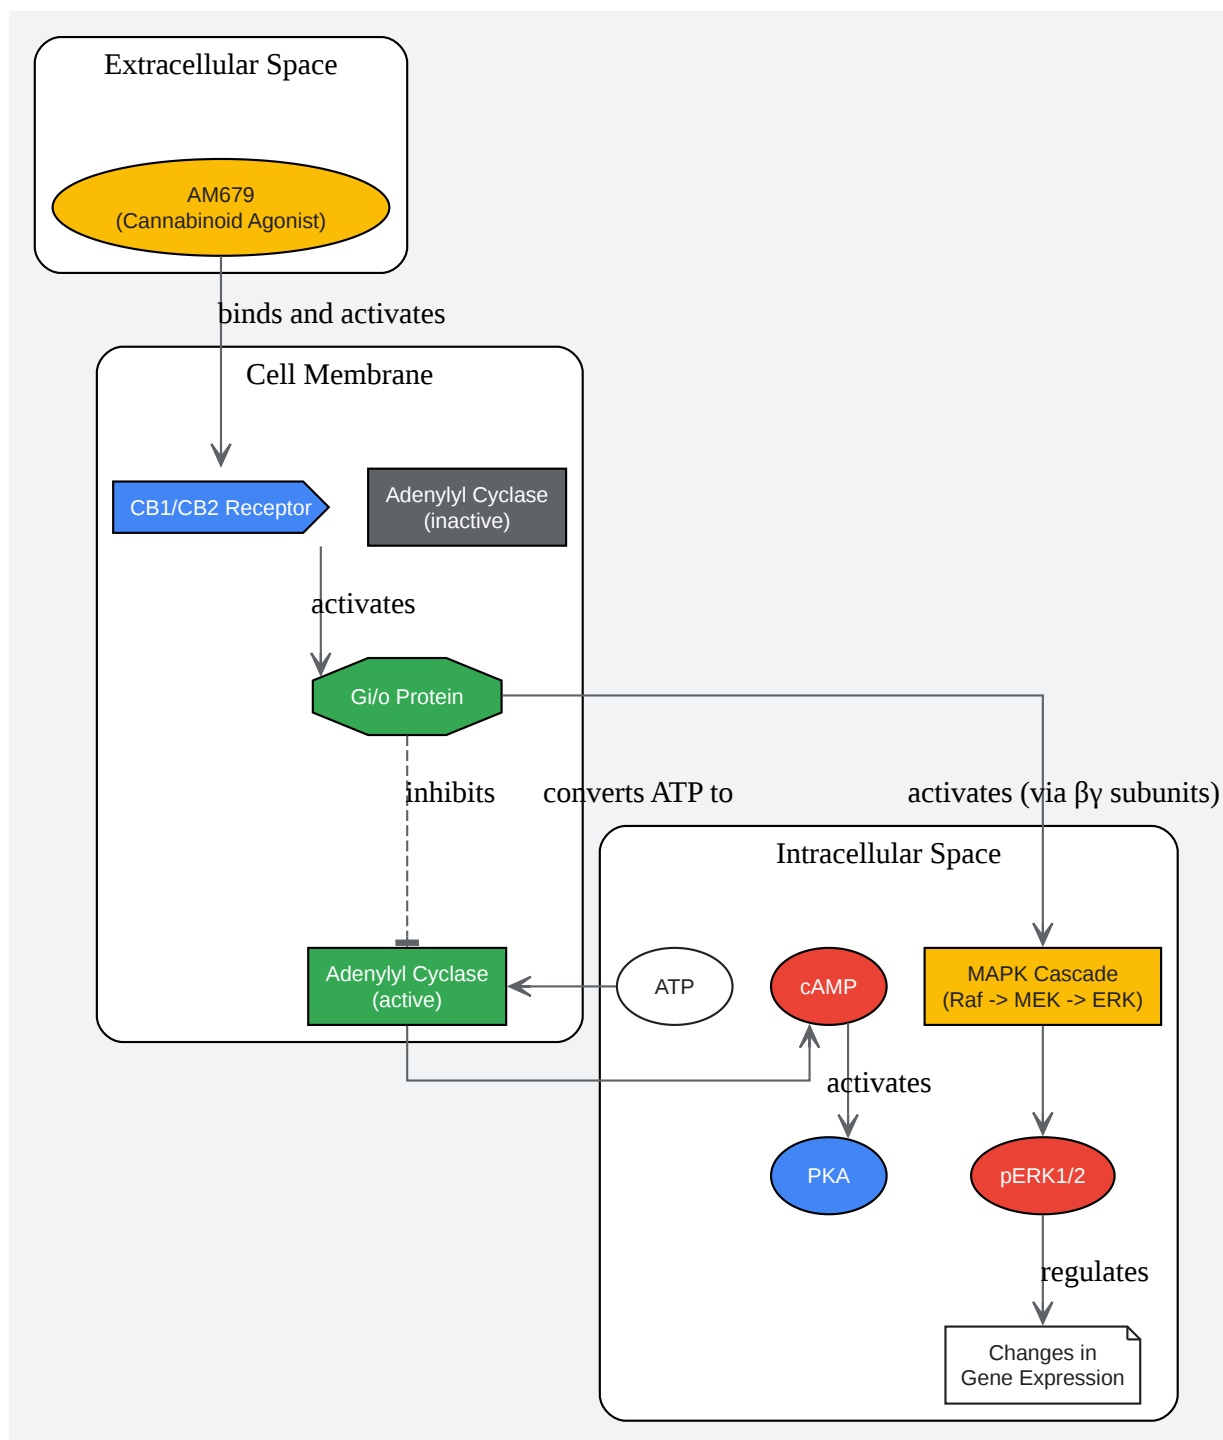 Extracellular Space
AM679
(Cannabinoid Agonist)
binds and activates
Cell Membrane
CB1/CB2 Receptor
Adenylyl Cyclase
(inactive)
activates
Gi/o Protein
inhibits
converts ATP to
activates (via βγ subunits)
Intracellular Space
Adenylyl Cyclase
(active)
ATP
cAMP
MAPK Cascade
(Raf -> MEK -> ERK)
activates
PKA
pERK1/2
regulates
Changes in
Gene Expression